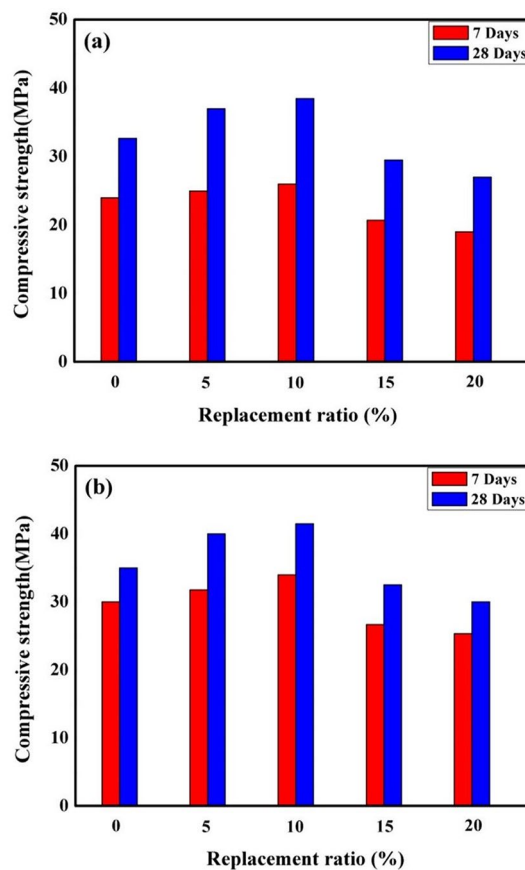 (a)
7 Days
28 Days
Compressive strength(MPa)
50
40
30
20
10
0
0 5 10 15 20
Replacement ratio (%)
(b)
7 Days
28 Days
Compressive strength(MPa)
50
40
30
20
10
0
0 5 10 15 20
Replacement ratio (%)